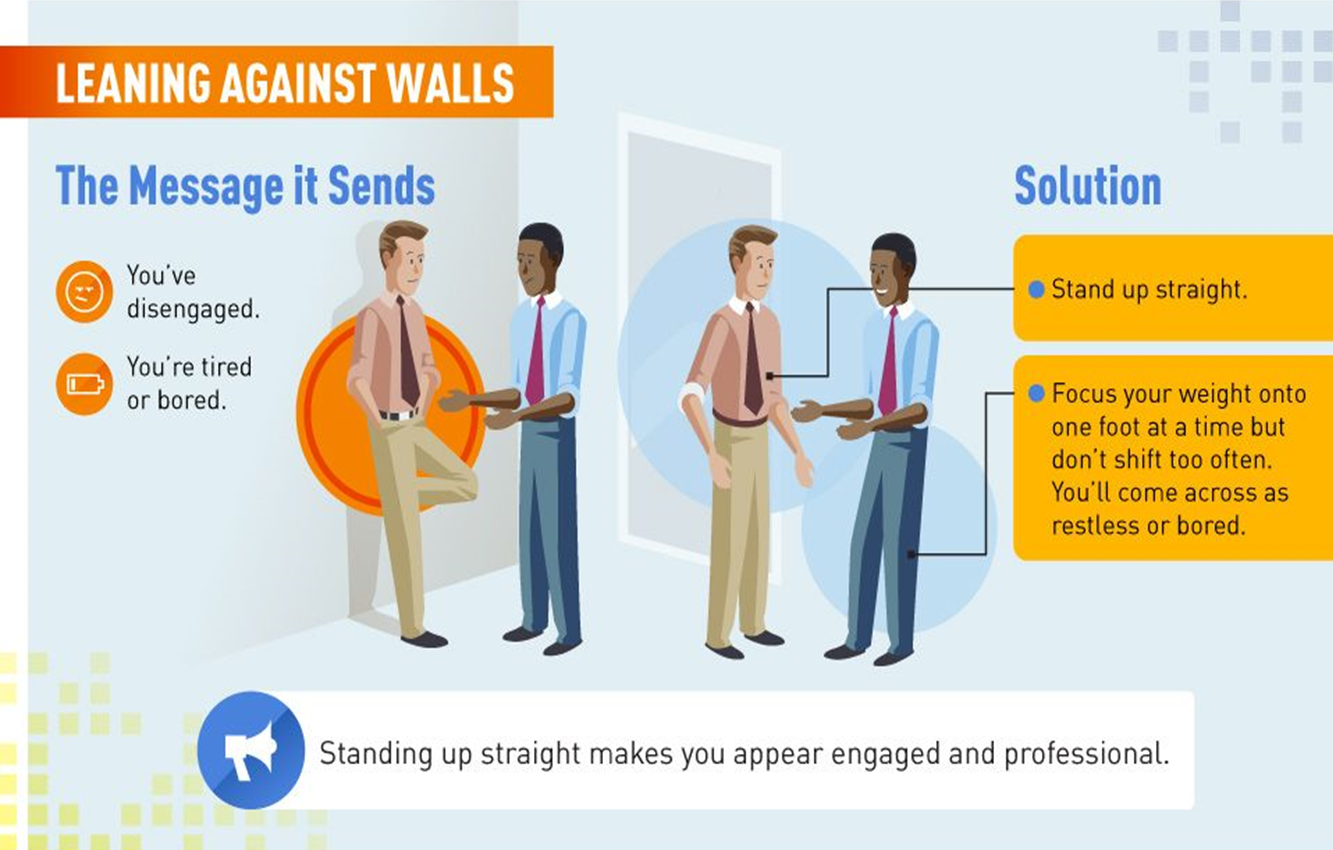 LEANING AGAINST WALLS
The Message it Sends
You've
disengaged.
You're tired
or bored.
Solution
Stand up straight.
Focus your weight onto
one foot at a time but
don't shift too often.
You'll come across as
restless or bored.
Standing up straight makes you appear engaged and professional.